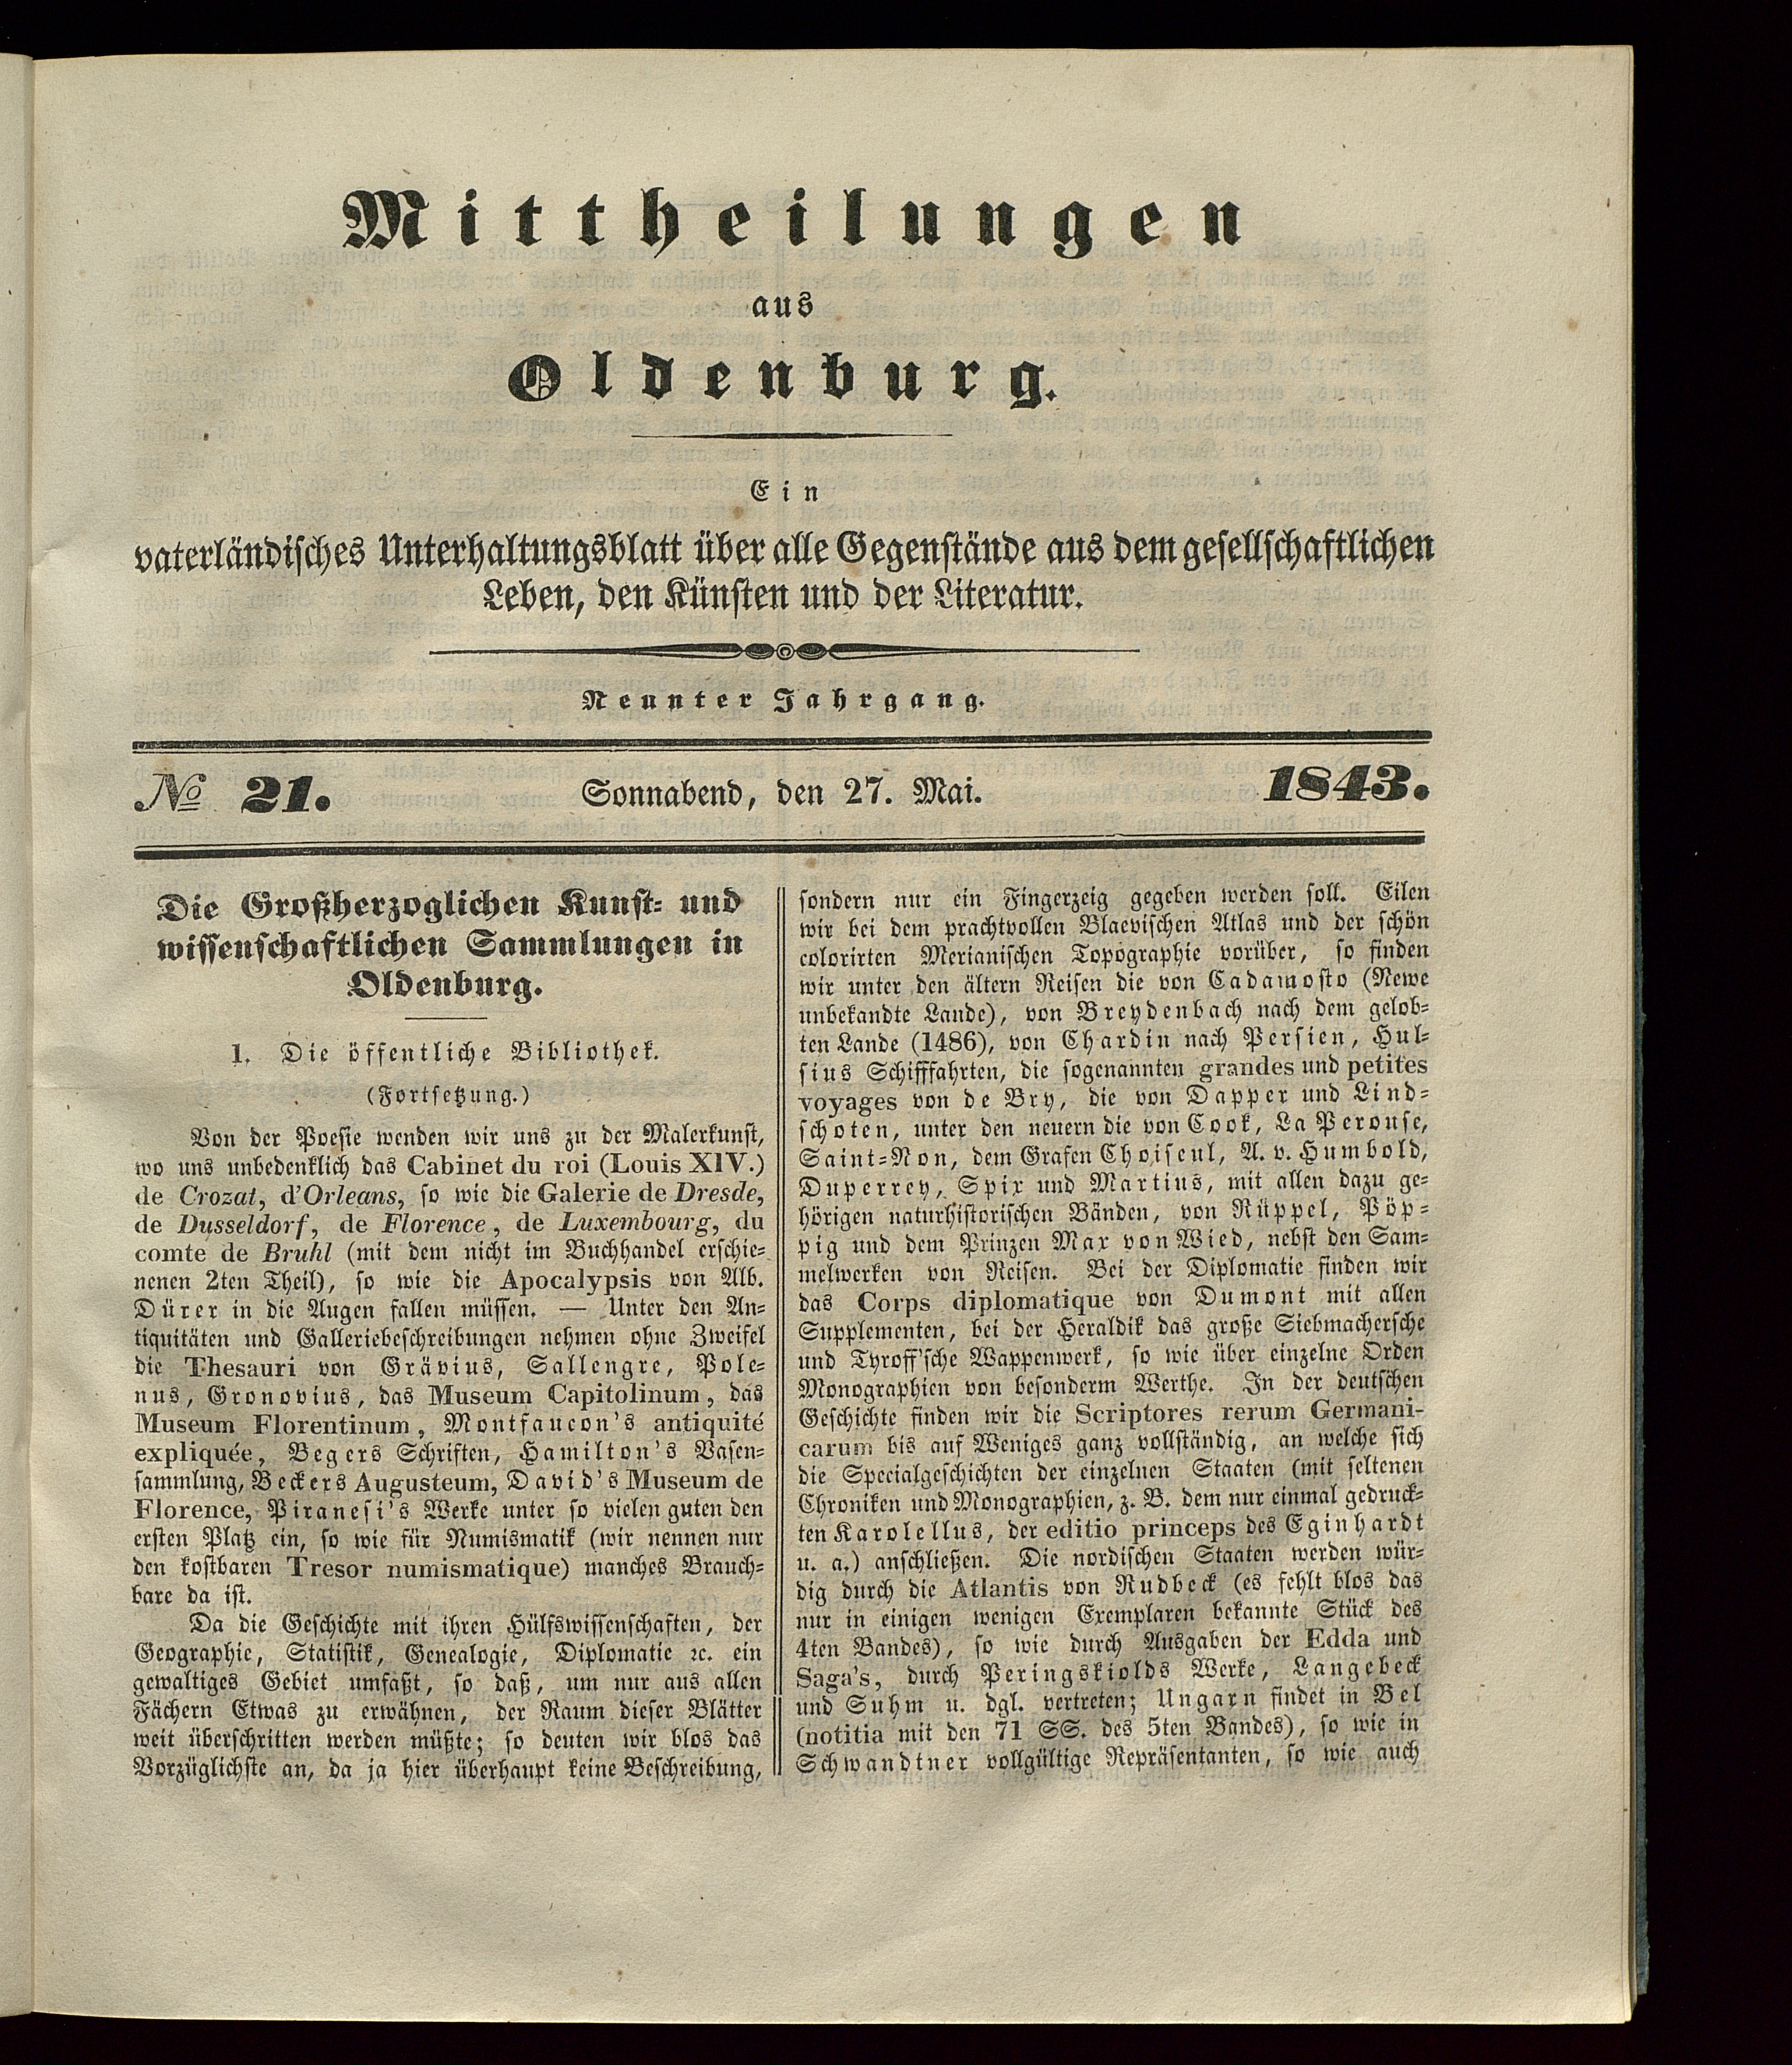 Mittheilungen
aus
Oldenburg.
Ein
vaterländisches Unterhaltungsblatt über alle Gegenstände aus dem gesellschaftlichen
Leben, den Künsten und der Literatur.
Neunter Jahrgang.
No 21. Sonnabend, den 27. Mai. 1843.
Die Großherzoglichen Kunst- und
wissenschaftlichen Sammlungen in
Oldenburg.
1. Die öffentliche Bibliothek.
(Fortsetzung.)
Von der Poesie wenden wir uns zu der Malerkunst,
wo uns unbedenklich das Cabinet du roi (Louis XIV.)
de Crozat, d'Orleans, so wie die Galerie de Dresde,
de Dusseldorf, de Florence, de Luxembourg, du
comte de Bruhl (mit dem nicht im Buchhandel erschie-
nenen 2ten Theil), so wie die Apocalypsis von Alb.
Dürer in die Augen fallen müssen. — Unter den An-
tiquitäten und Galleriebeschreibungen nehmen ohne Zweifel
die Thesauri von Grävius, Sallengre, Pole-
nus, Gronovius, das Museum Capitolinum, das
Museum Florentinum, Montfaucon's antiquité
expliquée, Begers Schriften, Hamilton's Vasen-
sammlung, Beckers Augusteum, David's Museum de
Florence, Piranesi's Werke unter so vielen guten den
ersten Platz ein, so wie für Numismatik (wir nennen nur
den kostbaren Tresor numismatique) manches Brauch-
bare da ist.
Da die Geschichte mit ihren Hülfswissenschaften, der
Geographie, Statistik, Genealogie, Diplomatie ꝛc. ein
gewaltiges Gebiet umfaßt, so daß, um nur aus allen
Fächern Etwas zu erwähnen, der Raum dieser Blätter
weit überschritten werden müßte; so deuten wir blos das
Vorzüglichste an, da ja hier überhaupt keine Beschreibung,
sondern nur ein Fingerzeig gegeben werden soll. Eilen
wir bei dem prachtvollen Blaevischen Atlas und der schön
colorirten Merianischen Topographie vorüber, so finden
wir unter den ältern Reisen die von Cadamosto (Newe
unbekandte Lande), von Breydenbach nach dem gelob-
ten Lande (1486), von Chardin nach Persien, Hul-
sius Schifffahrten, die sogenannten grandes und petites
voyages von de Bry, die von Dapper und Lind-
schoten, unter den neuern die von Cook, La Perouse,
Saint-Non, dem Grafen Choiseul, A. v. Humbold,
Duperrey, Spix und Martius, mit allen dazu ge-
hörigen naturhistorischen Bänden, von Rüppel, Pöp-
pig und dem Prinzen Max von Wied, nebst den Sam-
melwerken von Reisen. Bei der Diplomatie finden wir
das Corps diplomatique von Dumont mit allen
Supplementen, bei der Heraldik das große Siebmachersche
und Tyroff'sche Wappenwerk, so wie über einzelne Orden
Monographien von besonderm Werthe. In der deutschen
Geschichte finden wir die Scriptores rerum Germani-
carum bis auf Weniges ganz vollständig, an welche sich
die Specialgeschichten der einzelnen Staaten (mit seltenen
Chroniken und Monographien, z. B. dem nur einmal gedruck-
ten Karolellus, der editio princeps des Eginhardt
u. a.) anschließen. Die nordischen Staaten werden wür-
dig durch die Atlantis von Rudbeck (es fehlt blos das
nur in einigen wenigen Exemplaren bekannte Stück des
4ten Bandes), so wie durch Ausgaben der Edda und
Saga's, durch Peringskiolds Werke, Langebeck
und Suhm u. dgl. vertreten; Ungarn findet in Bel
(notitia mit den 71 SS. des 5ten Bandes), so wie in
Schwandtner vollgültige Repräsentanten, so wie auch